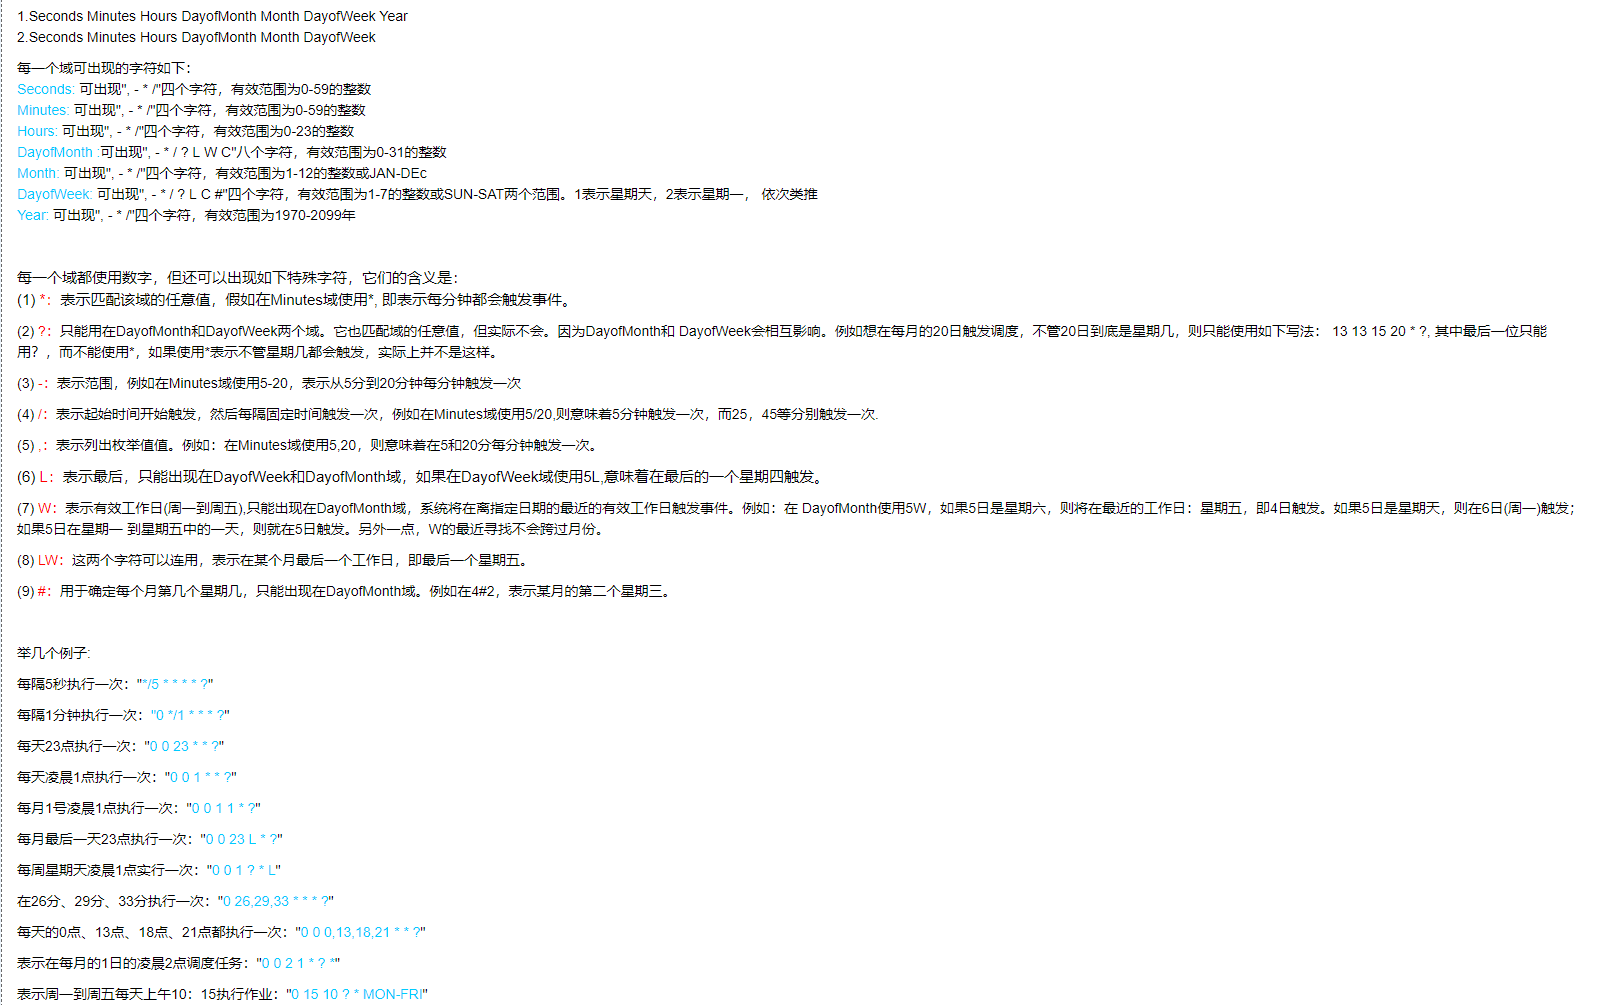 1.Seconds Minutes Hours DayofMonth Month DayofWeek Year
2.Seconds Minutes Hours DayofMonth Month DayofWeek
每一个域可出现的字符如下：
Seconds: 可出现", - * /"四个字符，有效范围为0-59的整数
Minutes: 可出现", - * /"四个字符，有效范围为0-59的整数
Hours: 可出现", - * /"四个字符，有效范围为0-23的整数
DayofMonth :可出现", - * / ? L W C"八个字符，有效范围为0-31的整数
Month: 可出现", - * /"四个字符，有效范围为1-12的整数或JAN-DEc
DayofWeek: 可出现", - * / ? L C #"四个字符，有效范围为1-7的整数或SUN-SAT两个范围。1表示星期天，2表示星期一， 依次类推
Year: 可出现", - * /"四个字符，有效范围为1970-2099年
每一个域都使用数字，但还可以出现如下特殊字符，它们的含义是：
(1) *：表示匹配该域的任意值，假如在Minutes域使用*, 即表示每分钟都会触发事件。
(2) ?：只能用在DayofMonth和DayofWeek两个域。它也匹配域的任意值，但实际不会。因为DayofMonth和 DayofWeek会相互影响。例如想在每月的20日触发调度，不管20日到底是星期几，则只能使用如下写法： 13 13 15 20 * ?, 其中最后一位只能
用？，而不能使用*，如果使用*表示不管星期几都会触发，实际上并不是这样。
(3) -：表示范围，例如在Minutes域使用5-20，表示从5分到20分钟每分钟触发一次
(4) /：表示起始时间开始触发，然后每隔固定时间触发一次，例如在Minutes域使用5/20,则意味着5分钟触发一次，而25，45等分别触发一次.
(5) ,：表示列出枚举值值。例如：在Minutes域使用5,20，则意味着在5和20分每分钟触发一次。
(6) L：表示最后，只能出现在DayofWeek和DayofMonth域，如果在DayofWeek域使用5L,意味着在最后的一个星期四触发。
(7) W：表示有效工作日(周一到周五),只能出现在DayofMonth域，系统将在离指定日期的最近的有效工作日触发事件。例如：在 DayofMonth使用5W，如果5日是星期六，则将在最近的工作日：星期五，即4日触发。如果5日是星期天，则在6日(周一)触发；
如果5日在星期一 到星期五中的一天，则就在5日触发。另外一点，W的最近寻找不会跨过月份。
(8) LW：这两个字符可以连用，表示在某个月最后一个工作日，即最后一个星期五。
(9) #：用于确定每个月第几个星期几，只能出现在DayofMonth域。例如在4#2，表示某月的第二个星期三。
举几个例子:
每隔5秒执行一次："*/5 * * * * ?"
每隔1分钟执行一次："0 */1 * * * ?"
每天23点执行一次："0 0 23 * * ?"
每天凌晨1点执行一次："0 0 1 * * ?"
每月1号凌晨1点执行一次："0 0 1 1 * ?"
每月最后一天23点执行一次："0 0 23 L * ?"
每周星期天凌晨1点实行一次："0 0 1 ? * L"
在26分、29分、33分执行一次："0 26,29,33 * * * ?"
每天的0点、13点、18点、21点都执行一次："0 0 0,13,18,21 * * ?"
表示在每月的1日的凌晨2点调度任务："0 0 2 1 * ? *"
表示周一到周五每天上午10：15执行作业："0 15 10 ? * MON-FRI"